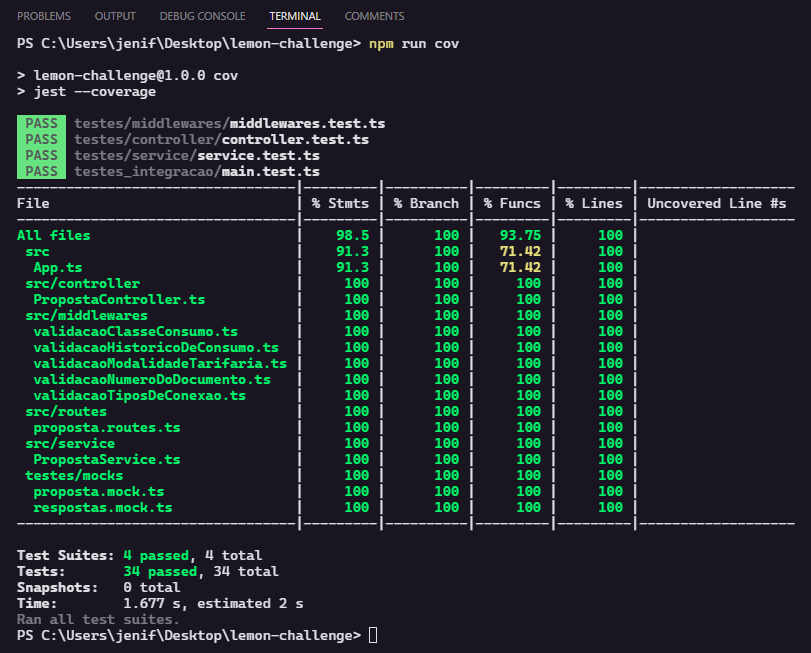 PROBLEMS OUTPUT DEBUG CONSOLE TERMINAL COMMENTS
PS C:\Users\jenif\Desktop\lemon-challenge> npm run cov
> lemon-challenge@1.0.0 cov
> jest --coverage
PASS testes/middlewares/middlewares.test.ts
PASS testes/controller/controller.test.ts
PASS testes/service/service.test.ts
PASS testes_integracao/main.test.ts
----------------------------------|---------|----------|---------|---------|-------------------
File | % Stmts | % Branch | % Funcs | % Lines | Uncovered Line #s
----------------------------------|---------|----------|---------|---------|-------------------
All files | 98.5 | 100 | 93.75 | 100 |
src | 91.3 | 100 | 71.42 | 100 |
App.ts | 91.3 | 100 | 71.42 | 100 |
src/controller | 100 | 100 | 100 | 100 |
PropostaController.ts | 100 | 100 | 100 | 100 |
src/middlewares | 100 | 100 | 100 | 100 |
validacaoClasseConsumo.ts | 100 | 100 | 100 | 100 |
validacaoHistoricoDeConsumo.ts | 100 | 100 | 100 | 100 |
validacaoModalidadeTarifaria.ts | 100 | 100 | 100 | 100 |
validacaoNumeroDoDocumento.ts | 100 | 100 | 100 | 100 |
validacaoTiposDeConexao.ts | 100 | 100 | 100 | 100 |
src/routes | 100 | 100 | 100 | 100 |
proposta.routes.ts | 100 | 100 | 100 | 100 |
src/service | 100 | 100 | 100 | 100 |
PropostaService.ts | 100 | 100 | 100 | 100 |
testes/mocks | 100 | 100 | 100 | 100 |
proposta.mock.ts | 100 | 100 | 100 | 100 |
respostas.mock.ts | 100 | 100 | 100 | 100 |
----------------------------------|---------|----------|---------|---------|-------------------
Test Suites: 4 passed, 4 total
Tests: 34 passed, 34 total
Snapshots: 0 total
Time: 1.677 s, estimated 2 s
Ran all test suites.
PS C:\Users\jenif\Desktop\lemon-challenge>